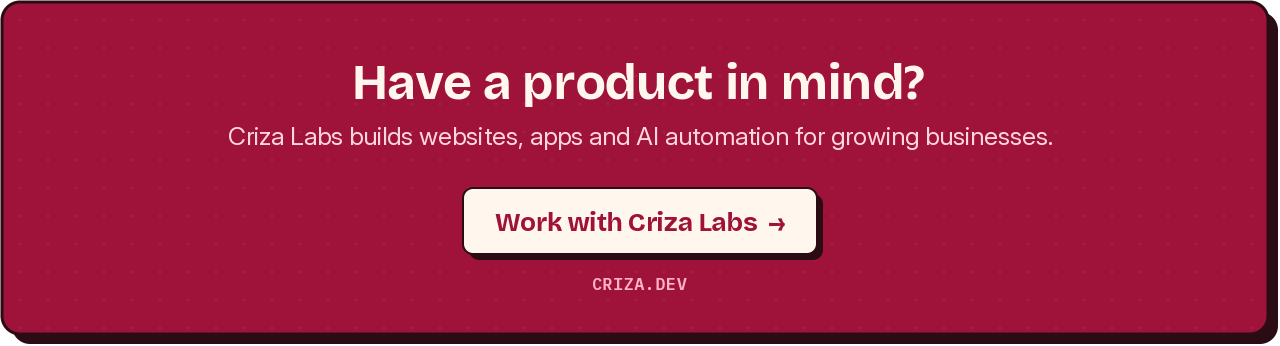 Have a product in mind?
Criza Labs builds websites, apps and AI automation for growing businesses.
Work with Criza Labs →
CRIZA.DEV